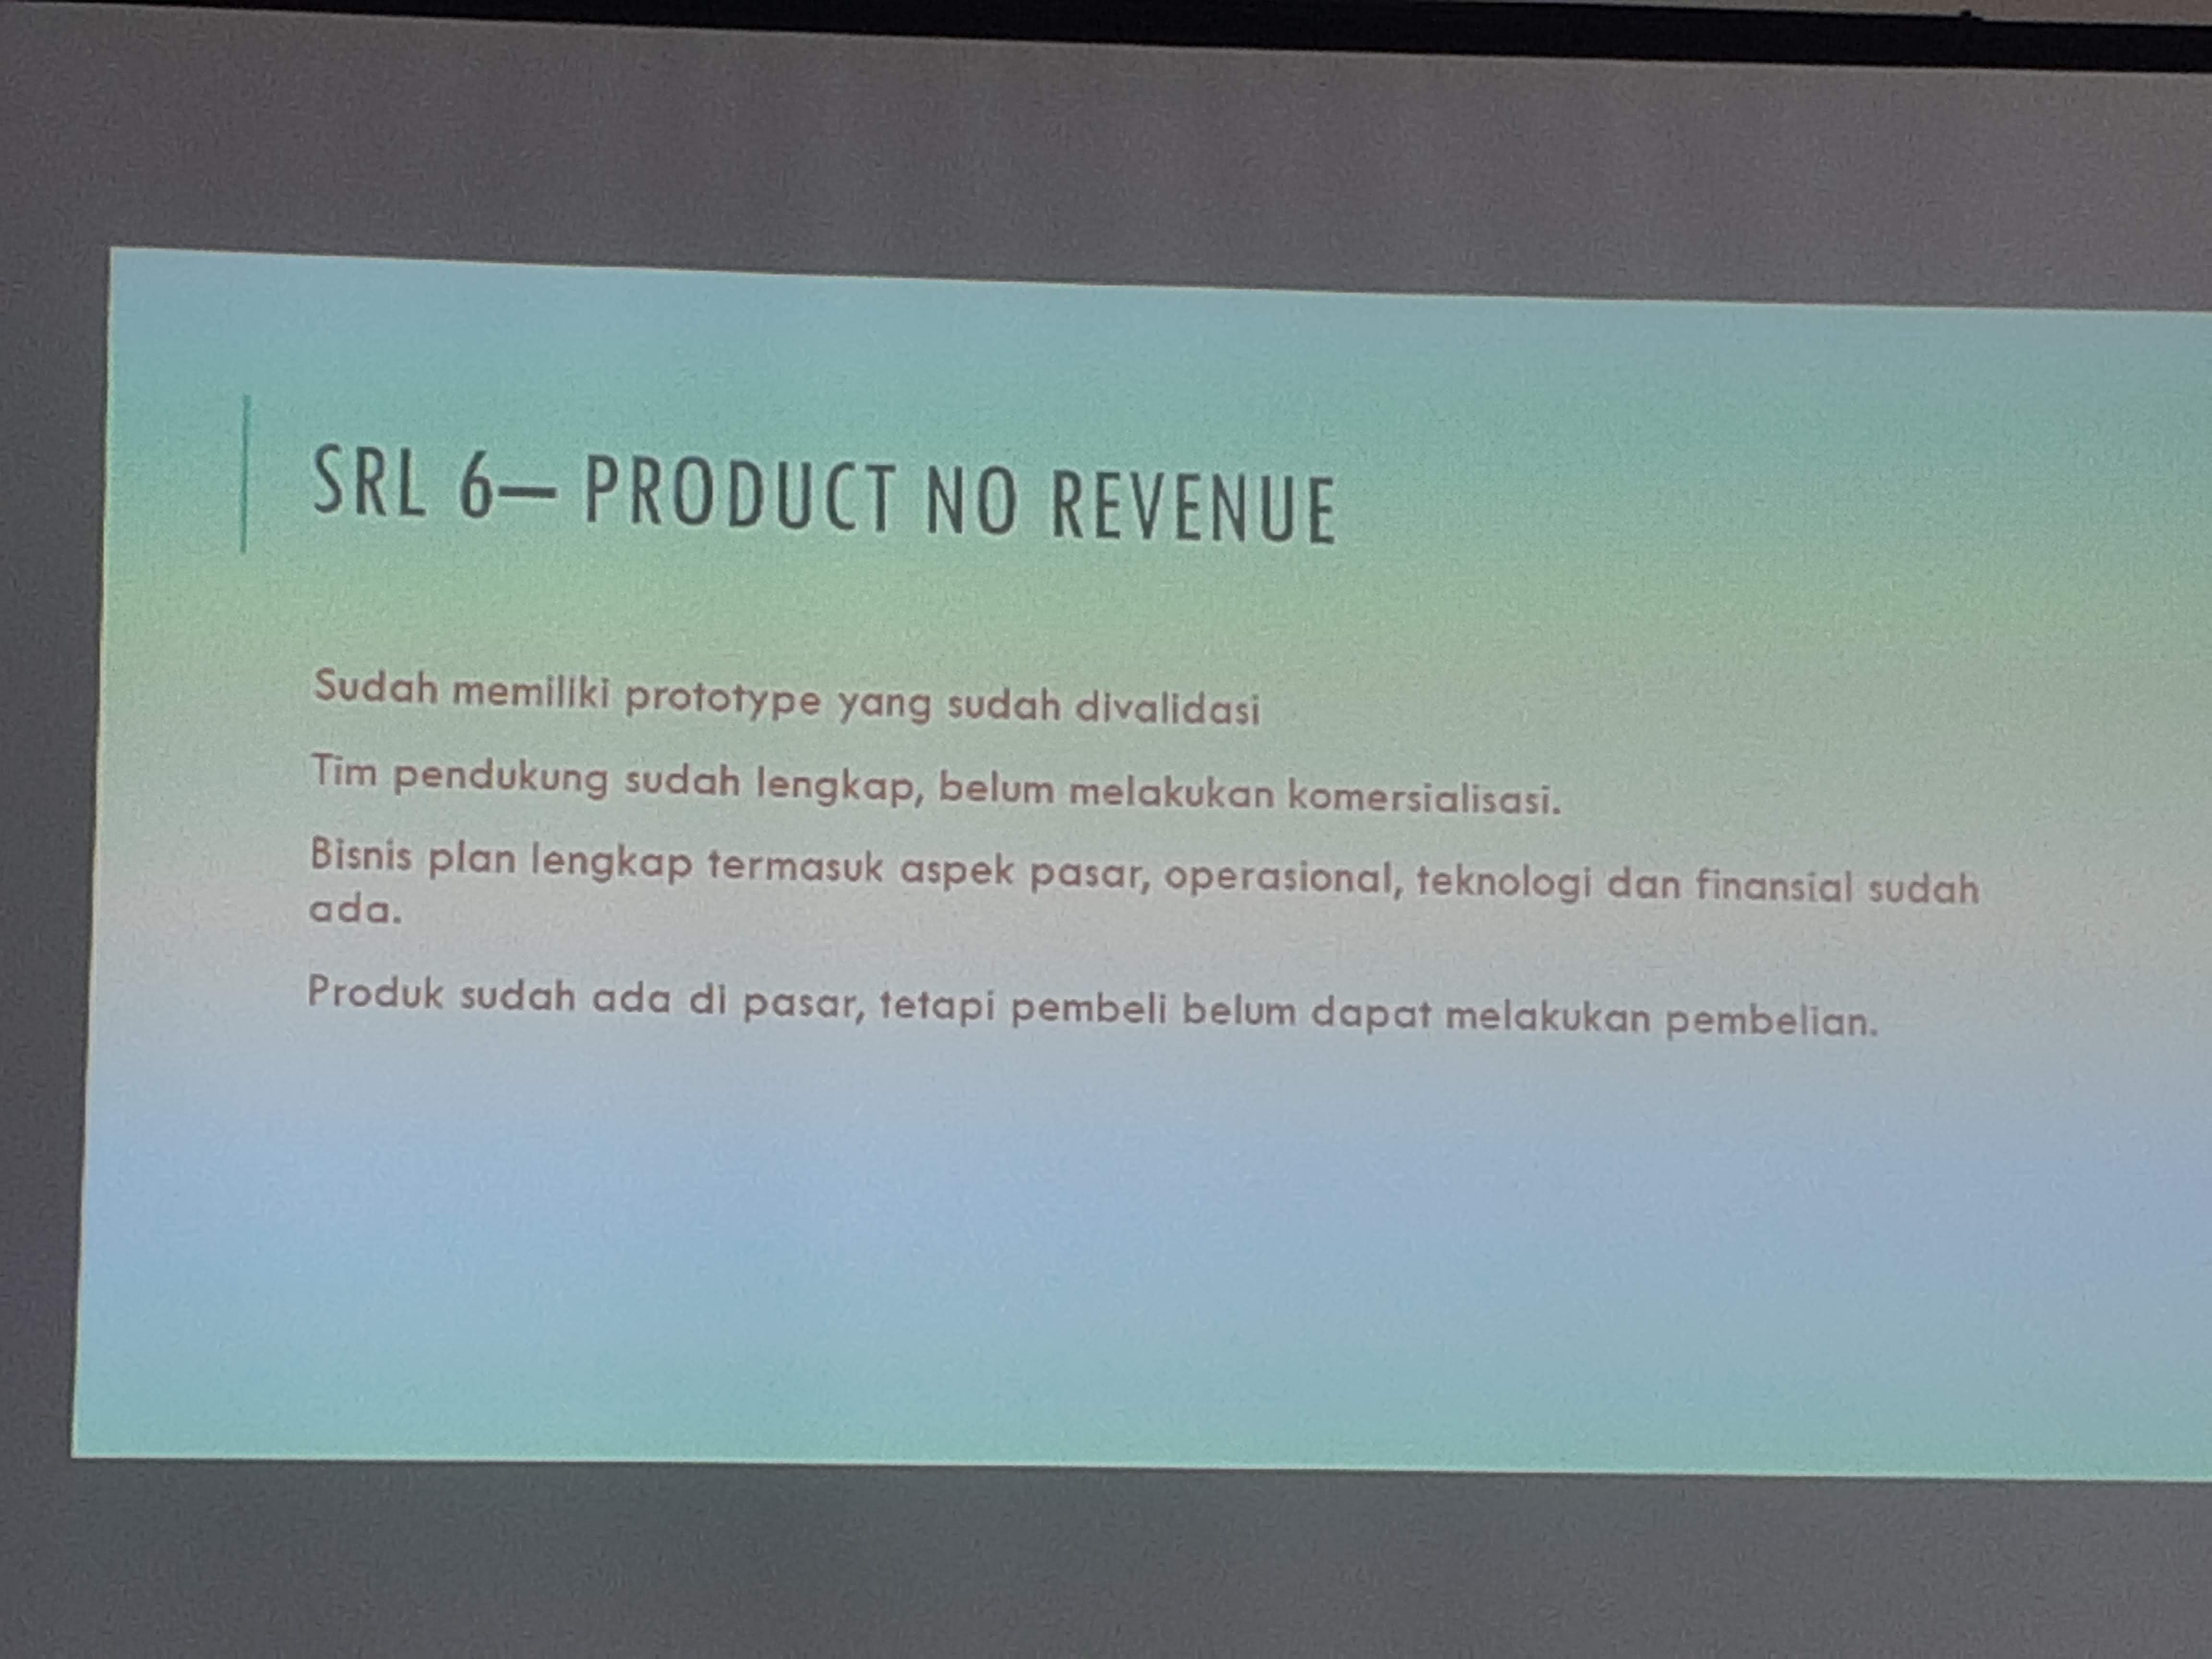 SRL 6— PRODUCT NO REVENUE
Sudah memiliki prototype yang sudah divalidasi
Tim pendukung sudah lengkap, belum melakukan komersialisasi.
Bisnis plan lengkap termasuk aspek pasar, operasional, teknologi dan finansial sudah
ada.
Produk sudah ada di pasar, tetapi pembeli belum dapat melakukan pembelian.